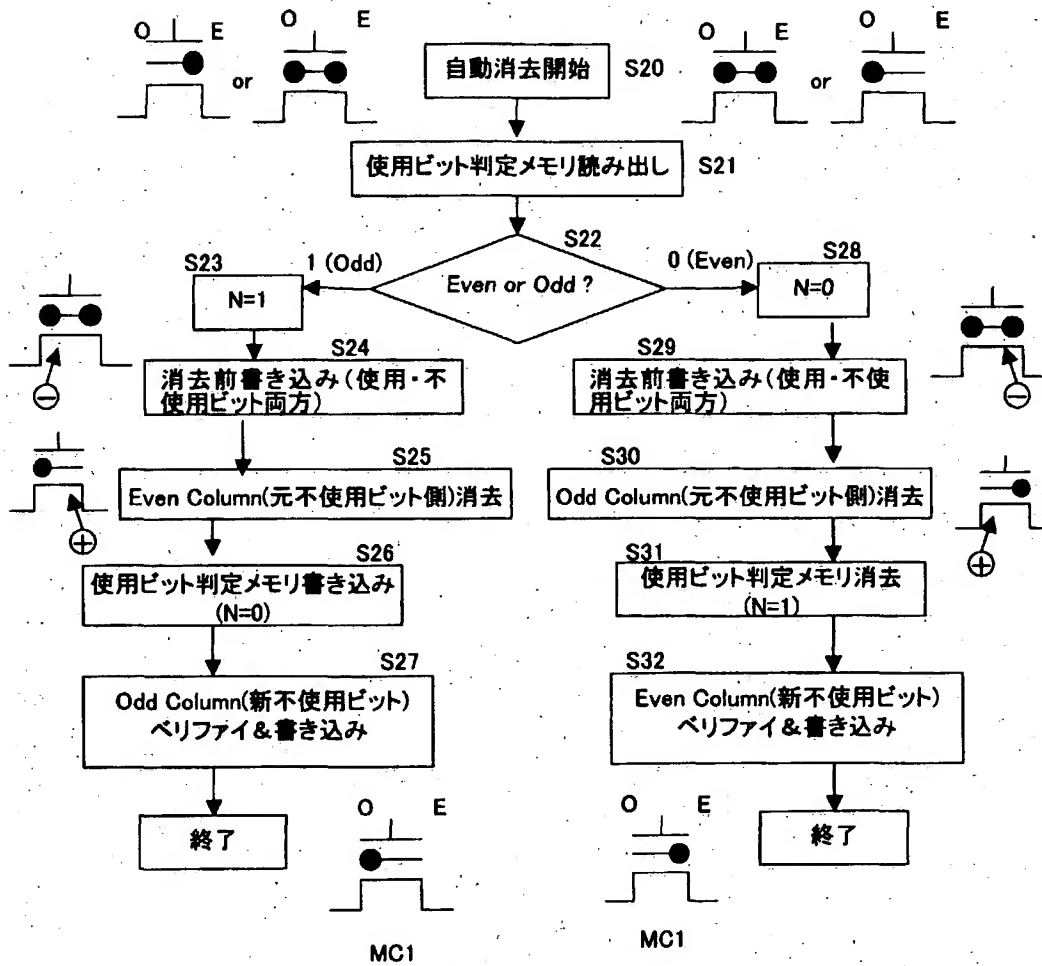 O E
or
O E
自動消去開始 S20
O E
or
O E
使用ビット判定メモリ読み出し S21
S22
Even or Odd ?
1 (Odd)
0 (Even)
S23
N=1
S28
N=0
S24
消去前書き込み(使用・不
使用ビット両方)
S29
消去前書き込み(使用・不使
用ビット両方)
−
−
S25
Even Column(元不使用ビット側)消去
S30
Odd Column(元不使用ビット側)消去
+
+
S26
使用ビット判定メモリ書き込み
(N=0)
S31
使用ビット判定メモリ消去
(N=1)
S27
Odd Column(新不使用ビット)
ベリファイ&書き込み
S32
Even Column(新不使用ビット)
ベリファイ&書き込み
終了
O E
MC1
O E
MC1
終了